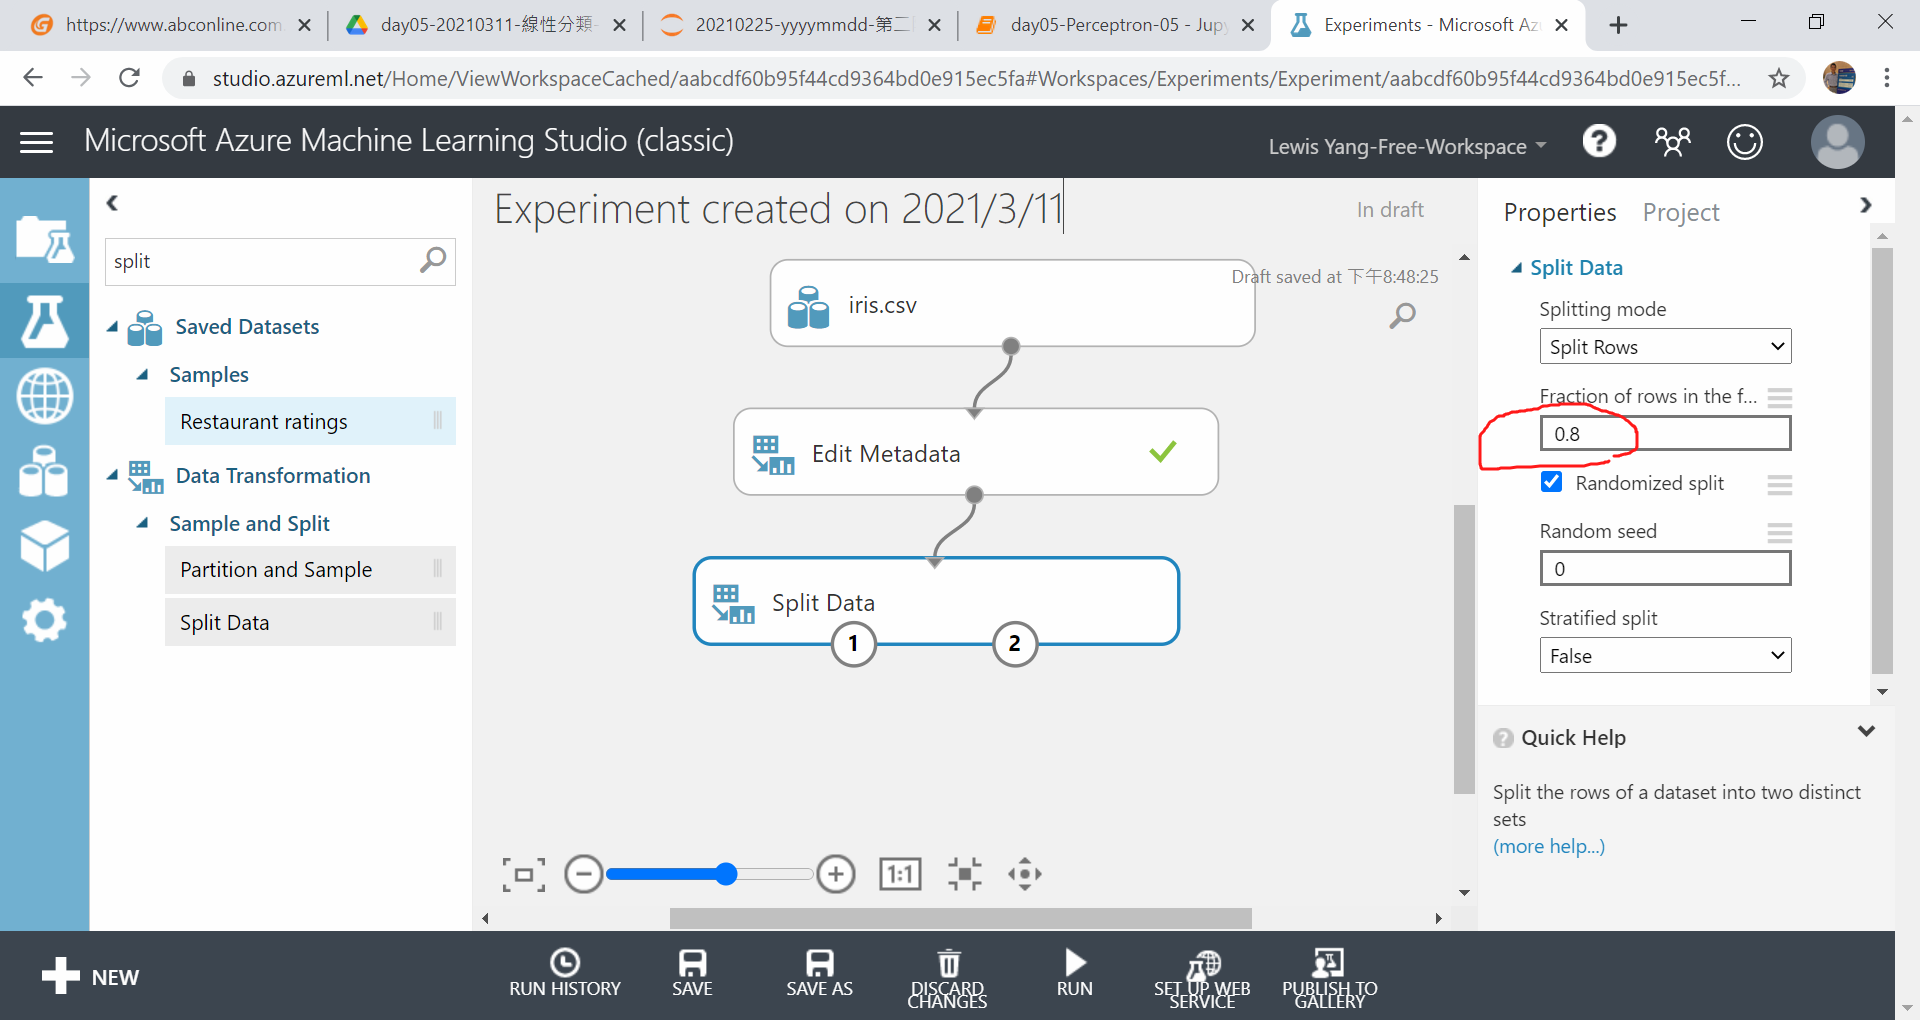 https://www.abconline.com.
day05-20210311-線性分類-
20210225-yyyymmdd-第二
day05-Perceptron-05 - Jupy
Experiments - Microsoft Az
studio.azureml.net/Home/ViewWorkspaceCached/aabcdf60b95f44cd9364bd0e915ec5fa#Workspaces/Experiments/Experiment/aabcdf60b95f44cd9364bd0e915ec5f...
Microsoft Azure Machine Learning Studio (classic)
Lewis Yang-Free-Workspace
split
Saved Datasets
Samples
Restaurant ratings
Data Transformation
Sample and Split
Partition and Sample
Split Data
Experiment created on 2021/3/11
In draft
Draft saved at 下午8:48:25
iris.csv
Edit Metadata
Split Data
1
2
1:1
Properties
Project
Split Data
Splitting mode
Split Rows
Fraction of rows in the f...
0.8
Randomized split
Random seed
0
Stratified split
False
Quick Help
Split the rows of a dataset into two distinct
sets
(more help...)
NEW
RUN HISTORY
SAVE
SAVE AS
DISCARD
CHANGES
RUN
SET UP WEB
SERVICE
PUBLISH TO
GALLERY